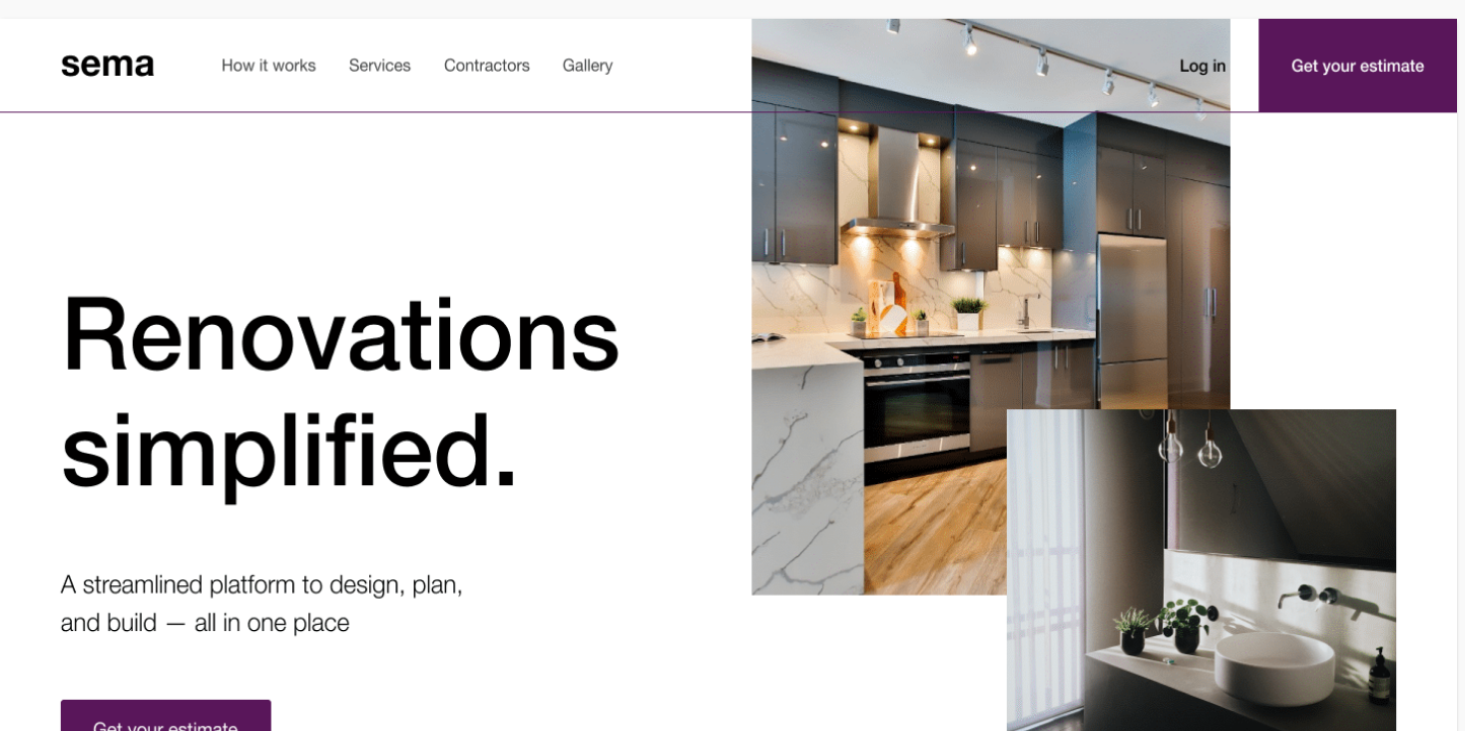 sema
How it works
Services
Contractors
Gallery
Log in
Get your estimate
Renovations
simplified.
A streamlined platform to design, plan,
and build — all in one place
Get your estimate